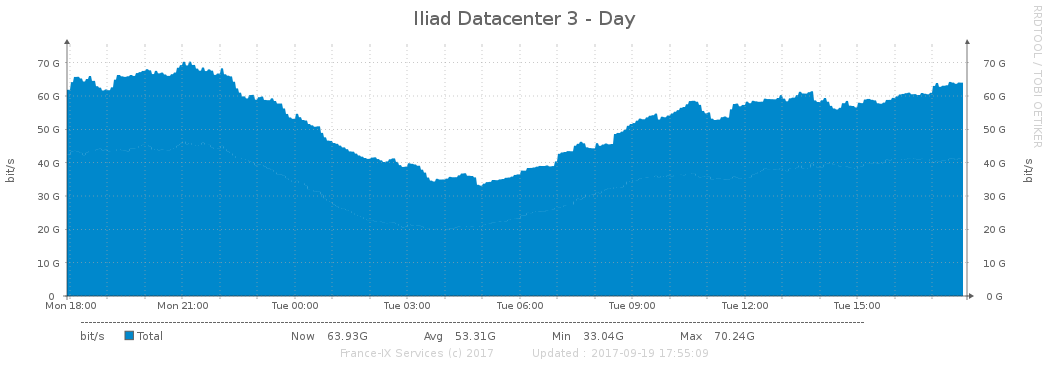 Iliad Datacenter 3 - Day
RRDTOOL / TOBI OETIKER
bit/s
70 G
60 G
50 G
40 G
30 G
20 G
10 G
0
70 G
60 G
50 G
40 G
30 G
20 G
10 G
0 G
bit/s
Mon 18:00 Mon 21:00 Tue 00:00 Tue 03:00 Tue 06:00 Tue 09:00 Tue 12:00 Tue 15:00
bit/s Total Now 63.93G Avg 53.31G Min 33.04G Max 70.24G
France-IX Services (c) 2017 Updated : 2017-09-19 17:55:09